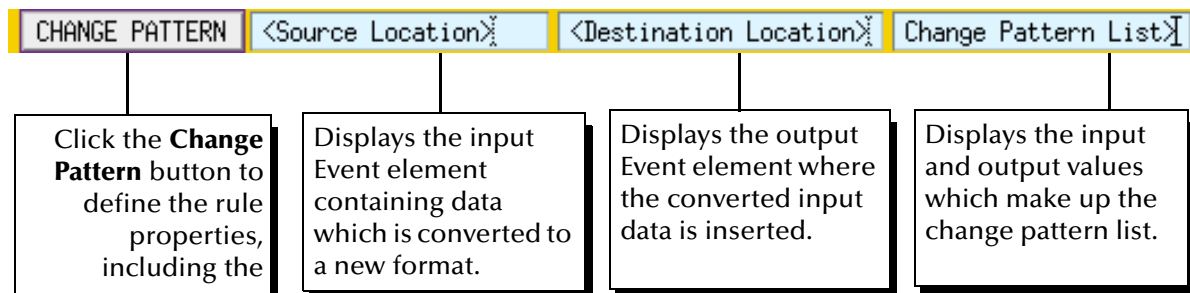 CHANGE PATTERN <Source Location> <Destination Location> Change Pattern List>
Click the Change
Pattern button to
define the rule
properties,
including the
Displays the input
Event element
containing data
which is converted to
a new format.
Displays the output
Event element where
the converted input
data is inserted.
Displays the input
and output values
which make up the
change pattern list.